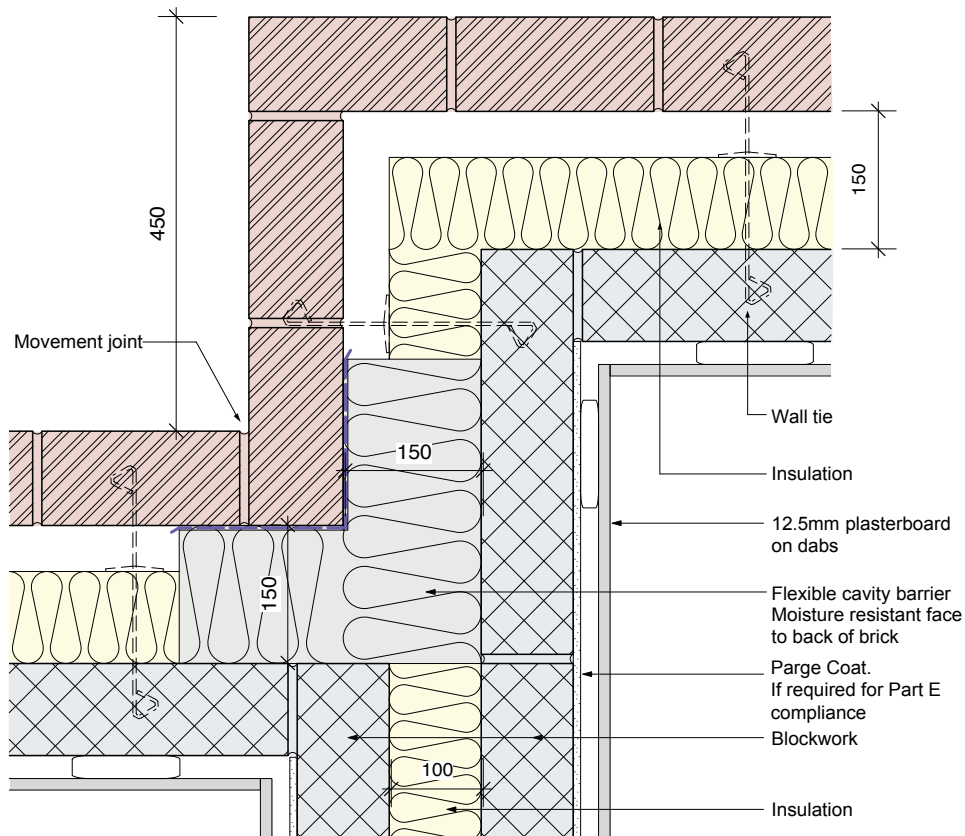 450
150
Movement joint
150
150
100
Wall tie
Insulation
12.5mm plasterboard
on dabs
Flexible cavity barrier
Moisture resistant face
to back of brick
Parge Coat.
If required for Part E
compliance
Blockwork
Insulation